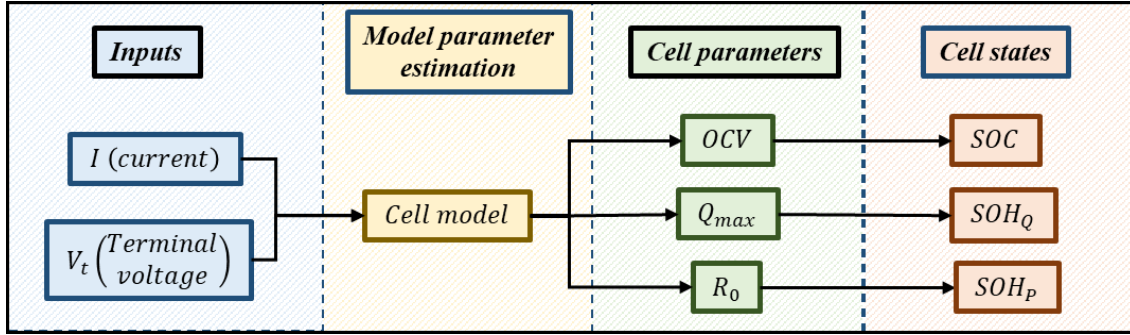 Inputs
Model parameter
estimation
Cell parameters
Cell states
I (current)
V_t (Terminal
voltage)
Cell model
OCV
Q_max
R_0
SOC
SOH_Q
SOH_P